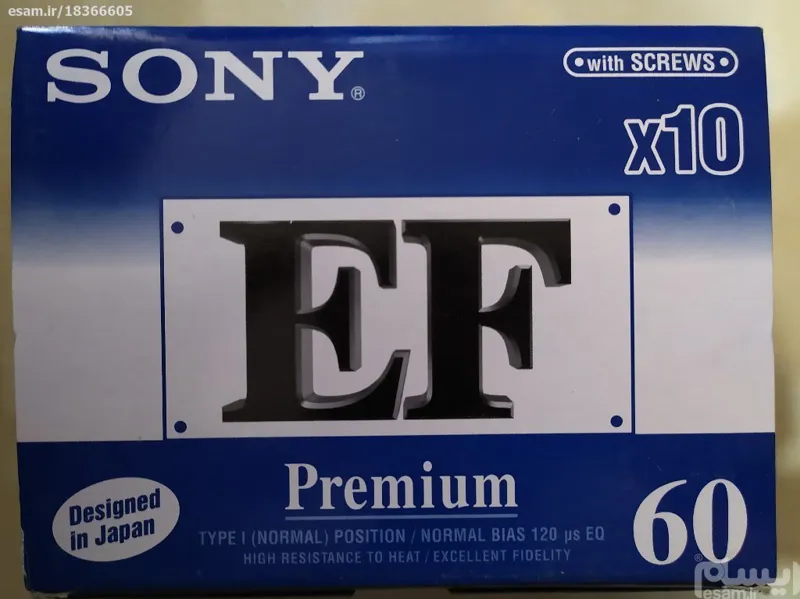 esam.ir/18366605
SONY®
•with SCREWS•
x10
EF
Premium
Designed
in Japan
TYPE I (NORMAL) POSITION / NORMAL BIAS 120 µs EQ
HIGH RESISTANCE TO HEAT / EXCELLENT FIDELITY
60
ایسام®
esam.ir